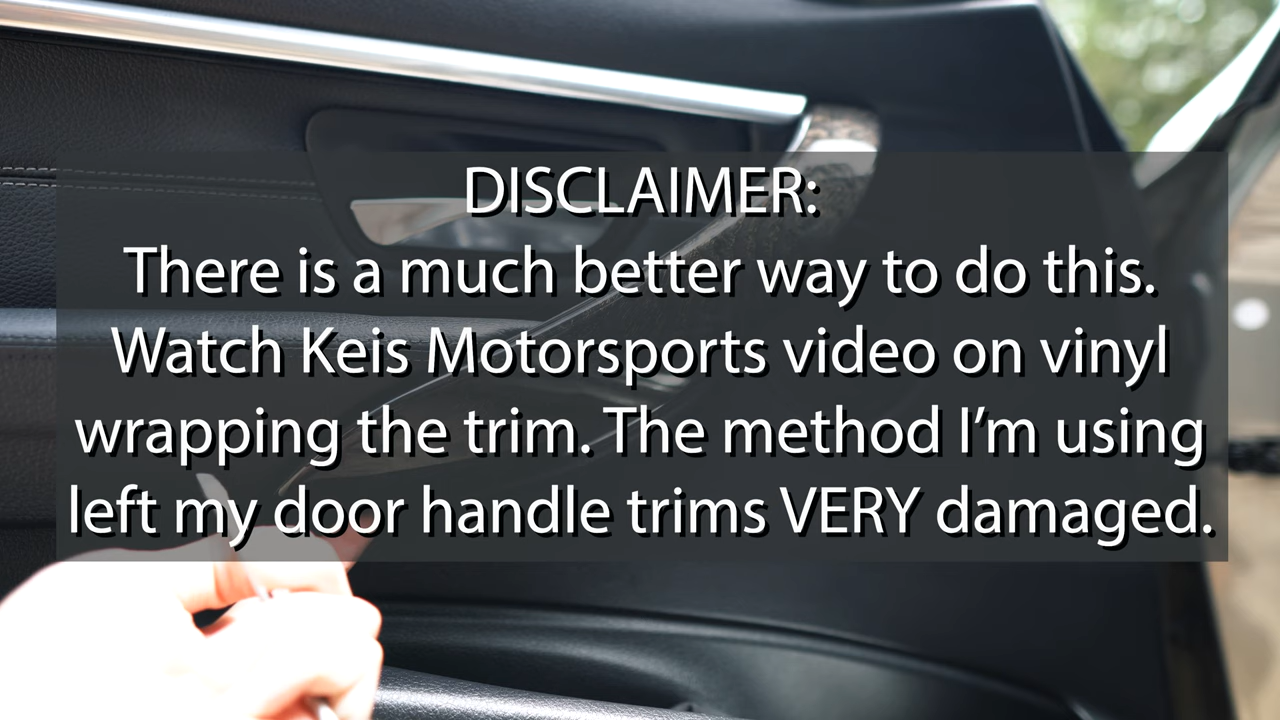 DISCLAIMER:
There is a much better way to do this.
Watch Keis Motorsports video on vinyl
wrapping the trim. The method I’m using
left my door handle trims VERY damaged.